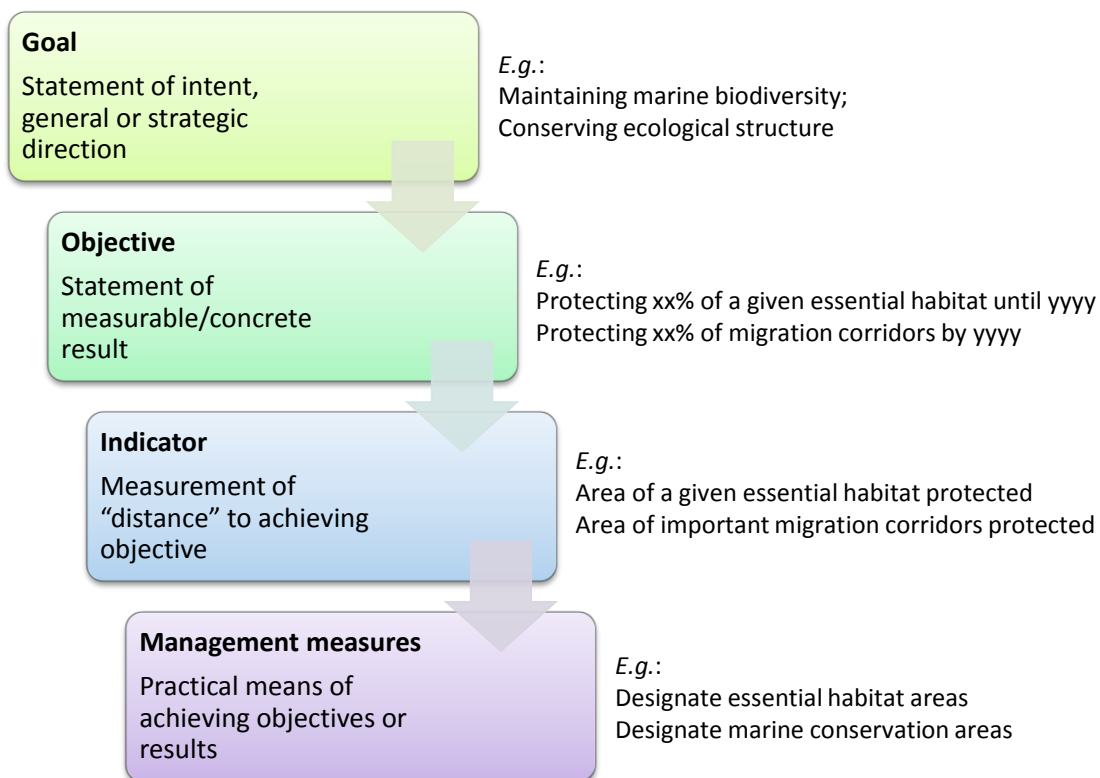 Goal
Statement of intent,
general or strategic
direction
E.g.:
Maintaining marine biodiversity;
Conserving ecological structure
Objective
Statement of
measurable/concrete
result
E.g.:
Protecting xx% of a given essential habitat until yyyy
Protecting xx% of migration corridors by yyyy
Indicator
Measurement of
“distance” to achieving
objective
E.g.:
Area of a given essential habitat protected
Area of important migration corridors protected
Management measures
Practical means of
achieving objectives or
results
E.g.:
Designate essential habitat areas
Designate marine conservation areas